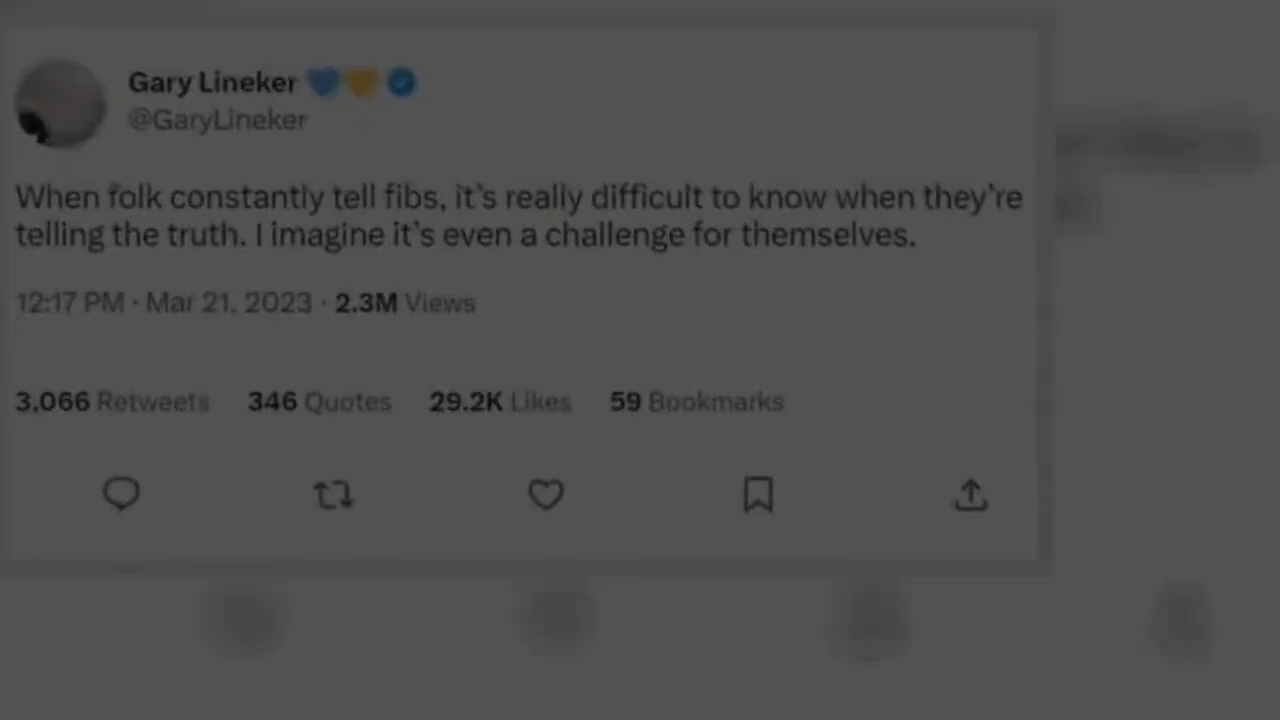 Gary Lineker 💙💛
@GaryLineker
When folk constantly tell fibs, it's really difficult to know when they're
telling the truth. I imagine it's even a challenge for themselves.
12:17 PM · Mar 21, 2023 · 2.3M Views
3,066 Retweets 346 Quotes 29.2K Likes 59 Bookmarks